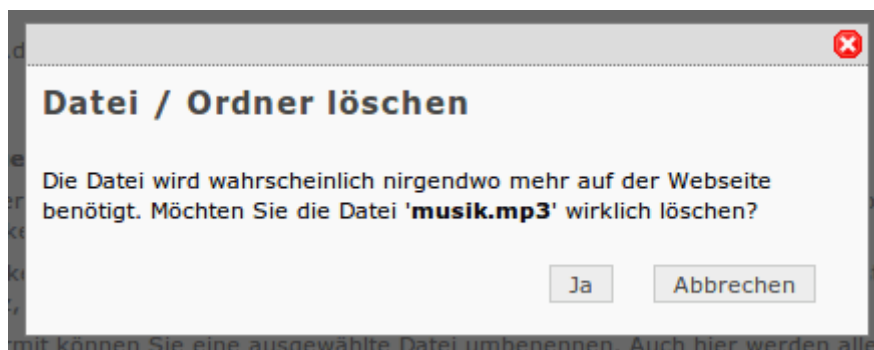 .d
Datei / Ordner löschen
Die Datei wird wahrscheinlich nirgendwo mehr auf der Webseite
benötigt. Möchten Sie die Datei 'musik.mp3' wirklich löschen?
Ja Abbrechen
mit können Sie eine ausgewählte Datei umbenennen. Auch hier werden alle